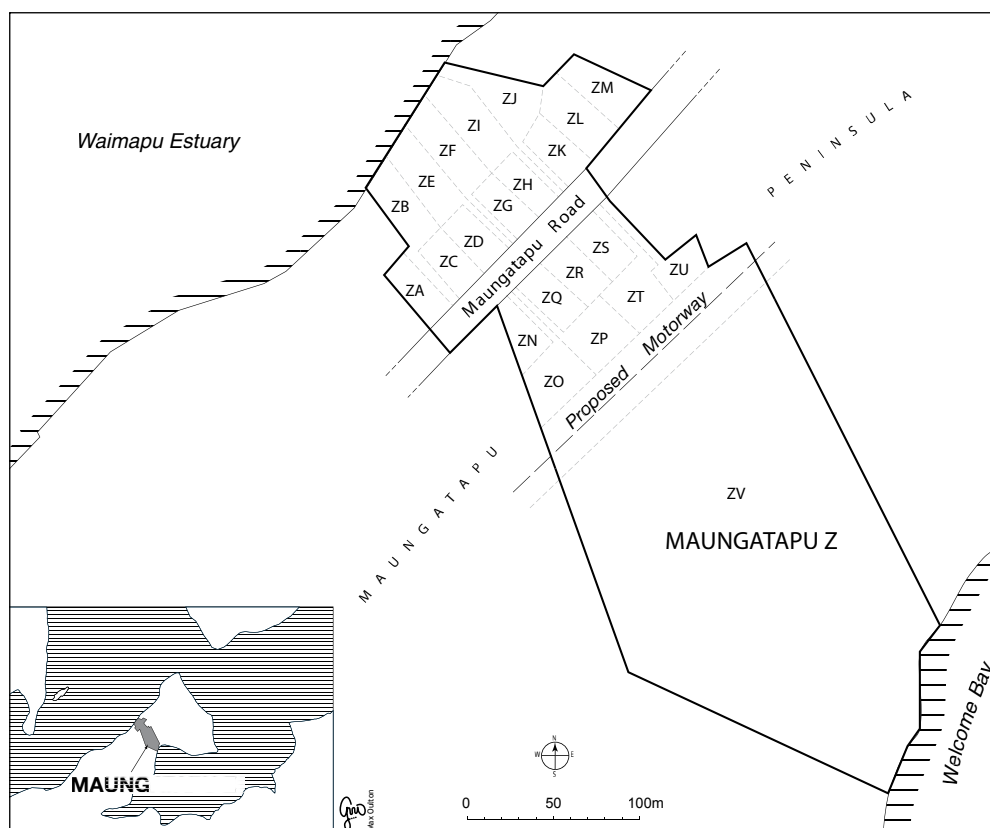 Waimapu Estuary
ZM
ZJ
ZL
ZI
ZK
ZF
ZE
ZH
ZB
ZG
ZD
ZC
ZA
Maungatapu Road
PENINSULA
ZS
ZU
ZR
ZT
ZQ
ZN
ZP
ZO
Proposed Motorway
MAUNGATAPU
ZV
MAUNGATAPU Z
Welcome Bay
MAUNG
N
W E
S
0 50 100m
Max Oulton